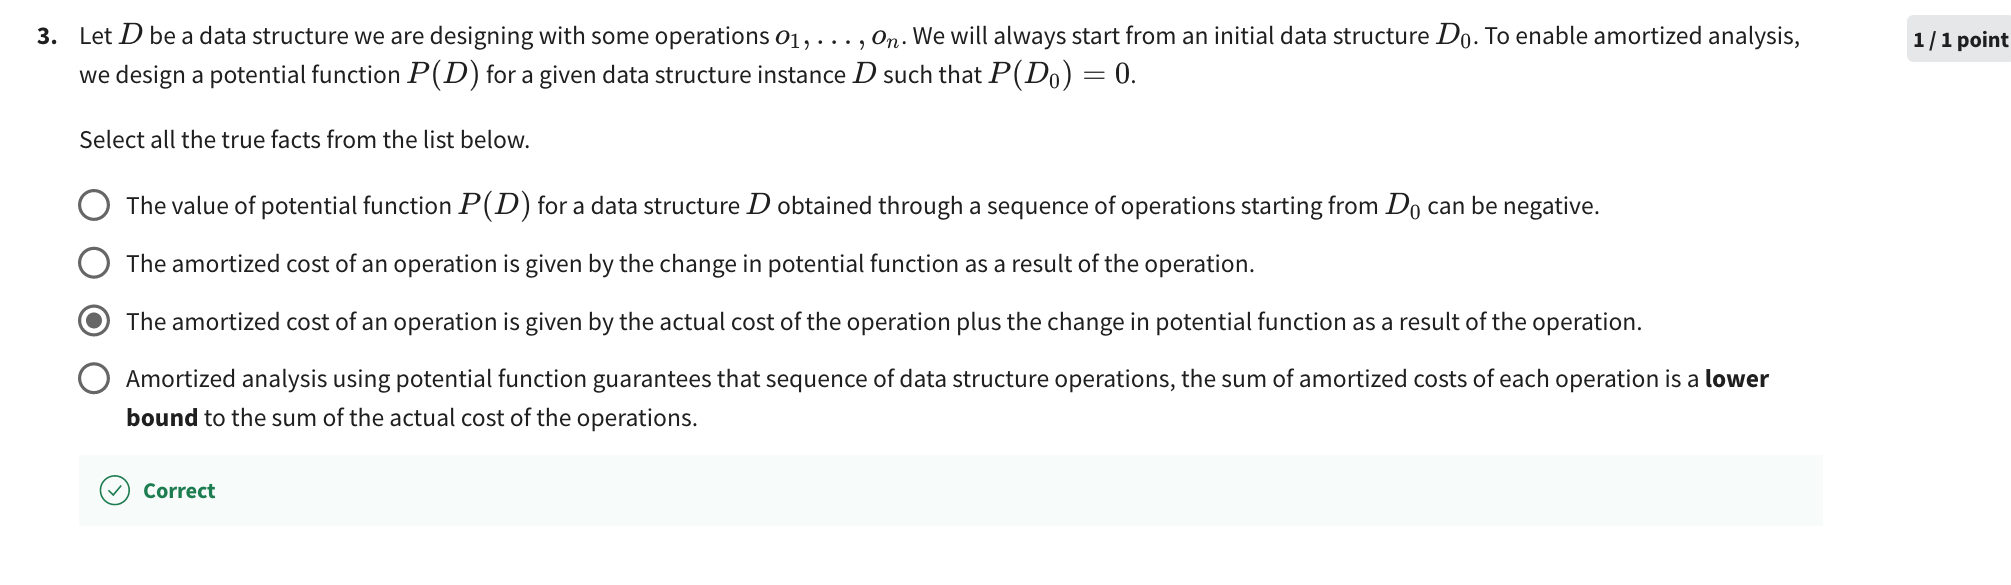 3. Let D be a data structure we are designing with some operations o₁, . . . , oₙ. We will always start from an initial data structure D₀. To enable amortized analysis,
1 / 1 point
we design a potential function P(D) for a given data structure instance D such that P(D₀) = 0.
Select all the true facts from the list below.
The value of potential function P(D) for a data structure D obtained through a sequence of operations starting from D₀ can be negative.
The amortized cost of an operation is given by the change in potential function as a result of the operation.
The amortized cost of an operation is given by the actual cost of the operation plus the change in potential function as a result of the operation.
Amortized analysis using potential function guarantees that sequence of data structure operations, the sum of amortized costs of each operation is a lower
bound to the sum of the actual cost of the operations.
Correct